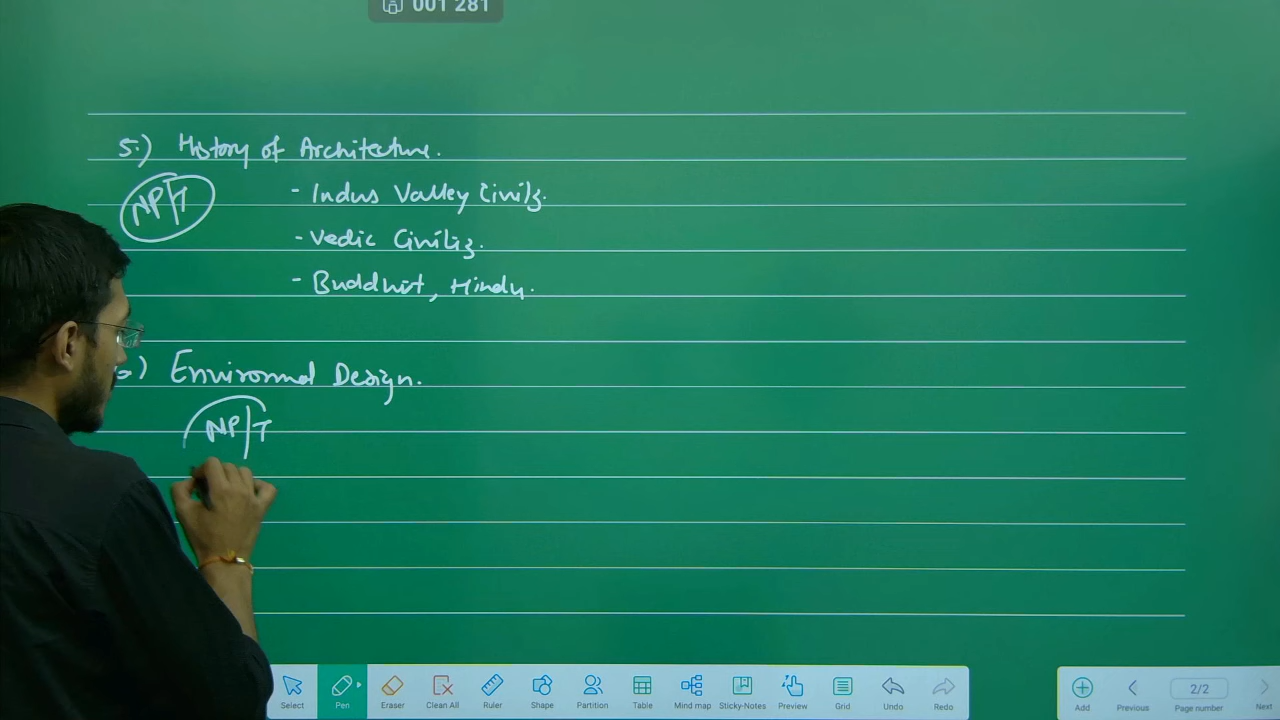 001 281
5.) History of Architecture.
NP/T
- Indus Valley Civilz.
- Vedic Civiliz.
- Buddhist, Hindu.
) Environmal Design.
NP/T
Select
Pen
Eraser
Clean All
Ruler
Shape
Partition
Table
Mind map
Sticky-Notes
Preview
Grid
Undo
Redo
Add
Previous
2/2
Page number
Next